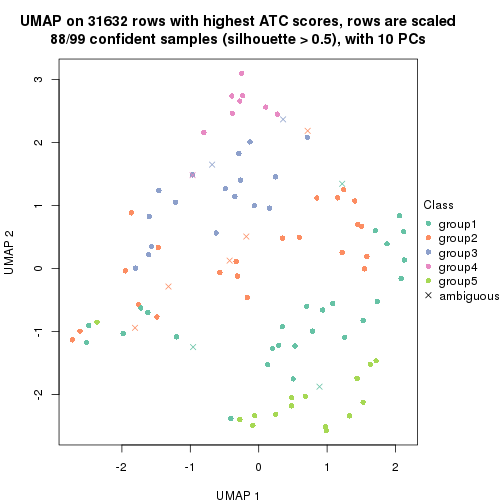 UMAP on 31632 rows with highest ATC scores, rows are scaled
88/99 confident samples (silhouette > 0.5), with 10 PCs
3
2
1
0
-1
-2
UMAP 2
-2
-1
0
1
2
UMAP 1
Class
group1
group2
group3
group4
group5
ambiguous